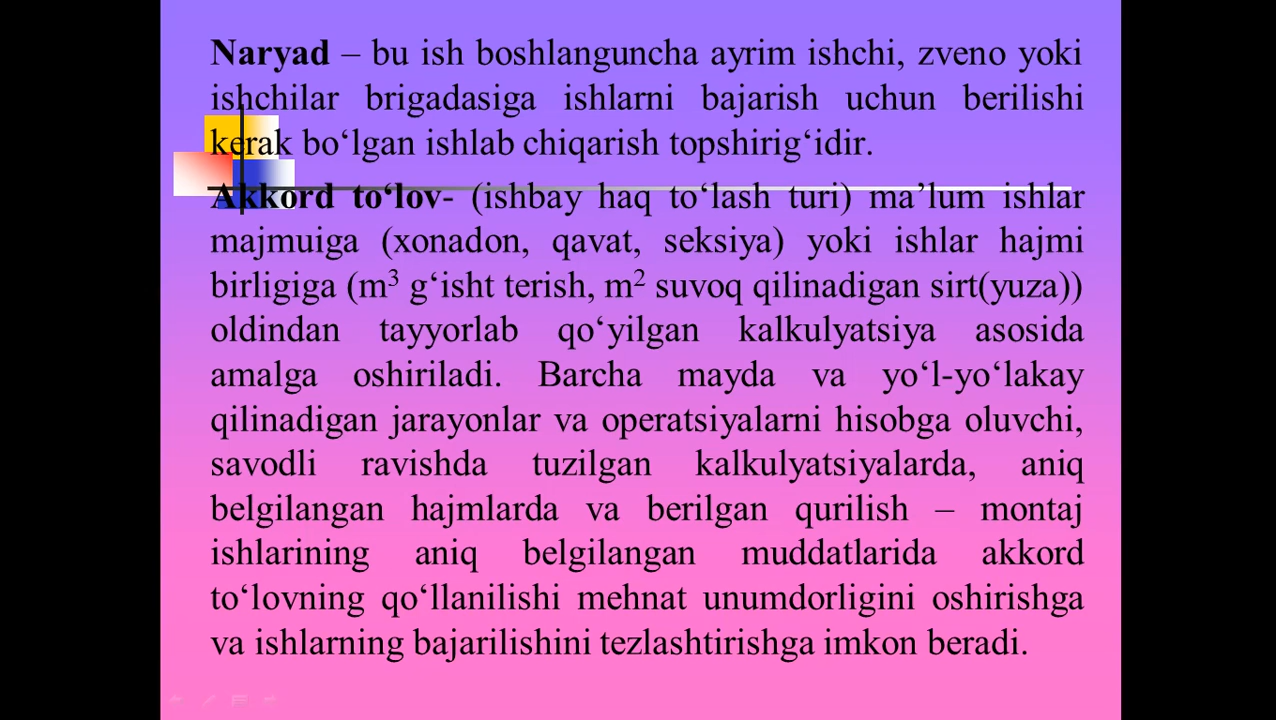 Naryad – bu ish boshlanguncha ayrim ishchi, zveno yoki
ishchilar brigadasiga ishlarni bajarish uchun berilishi
kerak bo‘lgan ishlab chiqarish topshirig‘idir.
Akkord to‘lov- (ishbay haq to‘lash turi) ma’lum ishlar
majmuiga (xonadon, qavat, seksiya) yoki ishlar hajmi
birligiga (m³ g‘isht terish, m² suvoq qilinadigan sirt(yuza))
oldindan tayyorlab qo‘yilgan kalkulyatsiya asosida
amalga oshiriladi. Barcha mayda va yo‘l-yo‘lakay
qilinadigan jarayonlar va operatsiyalarni hisobga oluvchi,
savodli ravishda tuzilgan kalkulyatsiyalarda, aniq
belgilangan hajmlarda va berilgan qurilish – montaj
ishlarining aniq belgilangan muddatlarida akkord
to‘lovning qo‘llanilishi mehnat unumdorligini oshirishga
va ishlarning bajarilishini tezlashtirishga imkon beradi.